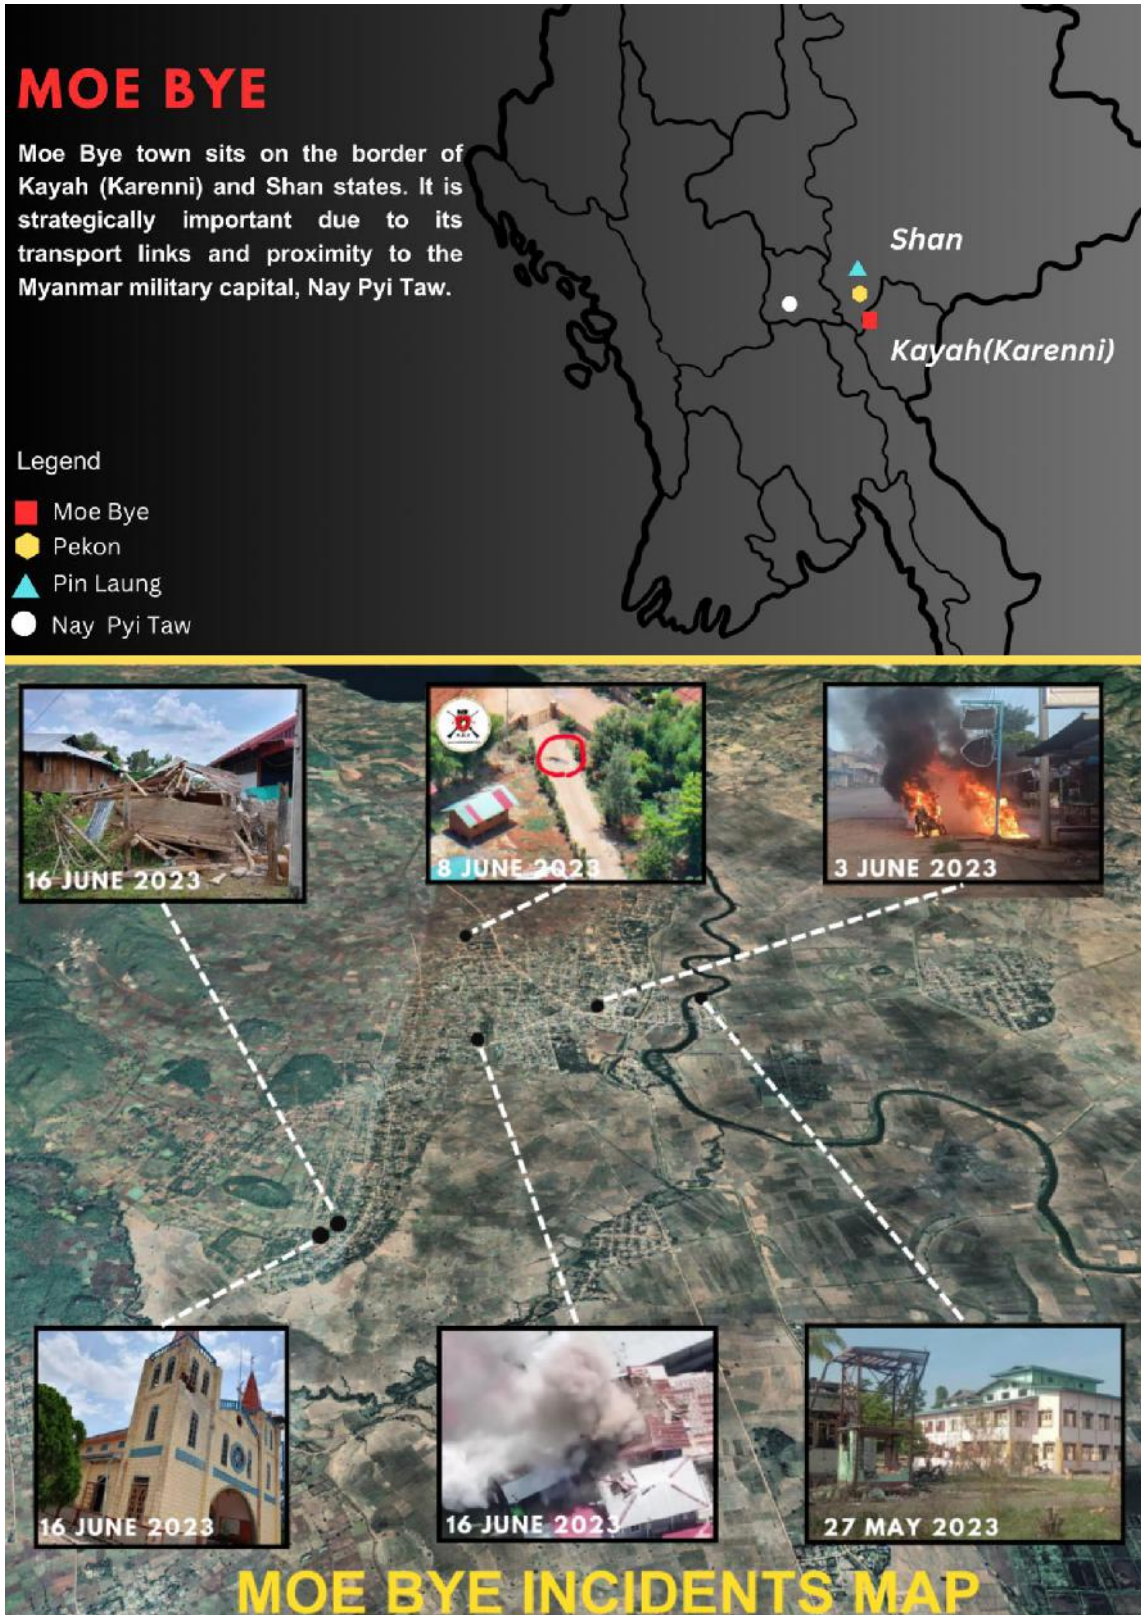 MOE BYE
Moe Bye town sits on the border of
Kayah (Karenni) and Shan states. It is
strategically important due to its
transport links and proximity to the
Myanmar military capital, Nay Pyi Taw.
Shan
Kayah(Karenni)
Legend
Moe Bye
Pekon
Pin Laung
Nay Pyi Taw
16 JUNE 2023
8 JUNE 2023
3 JUNE 2023
16 JUNE 2023
16 JUNE 2023
27 MAY 2023
MOE BYE INCIDENTS MAP